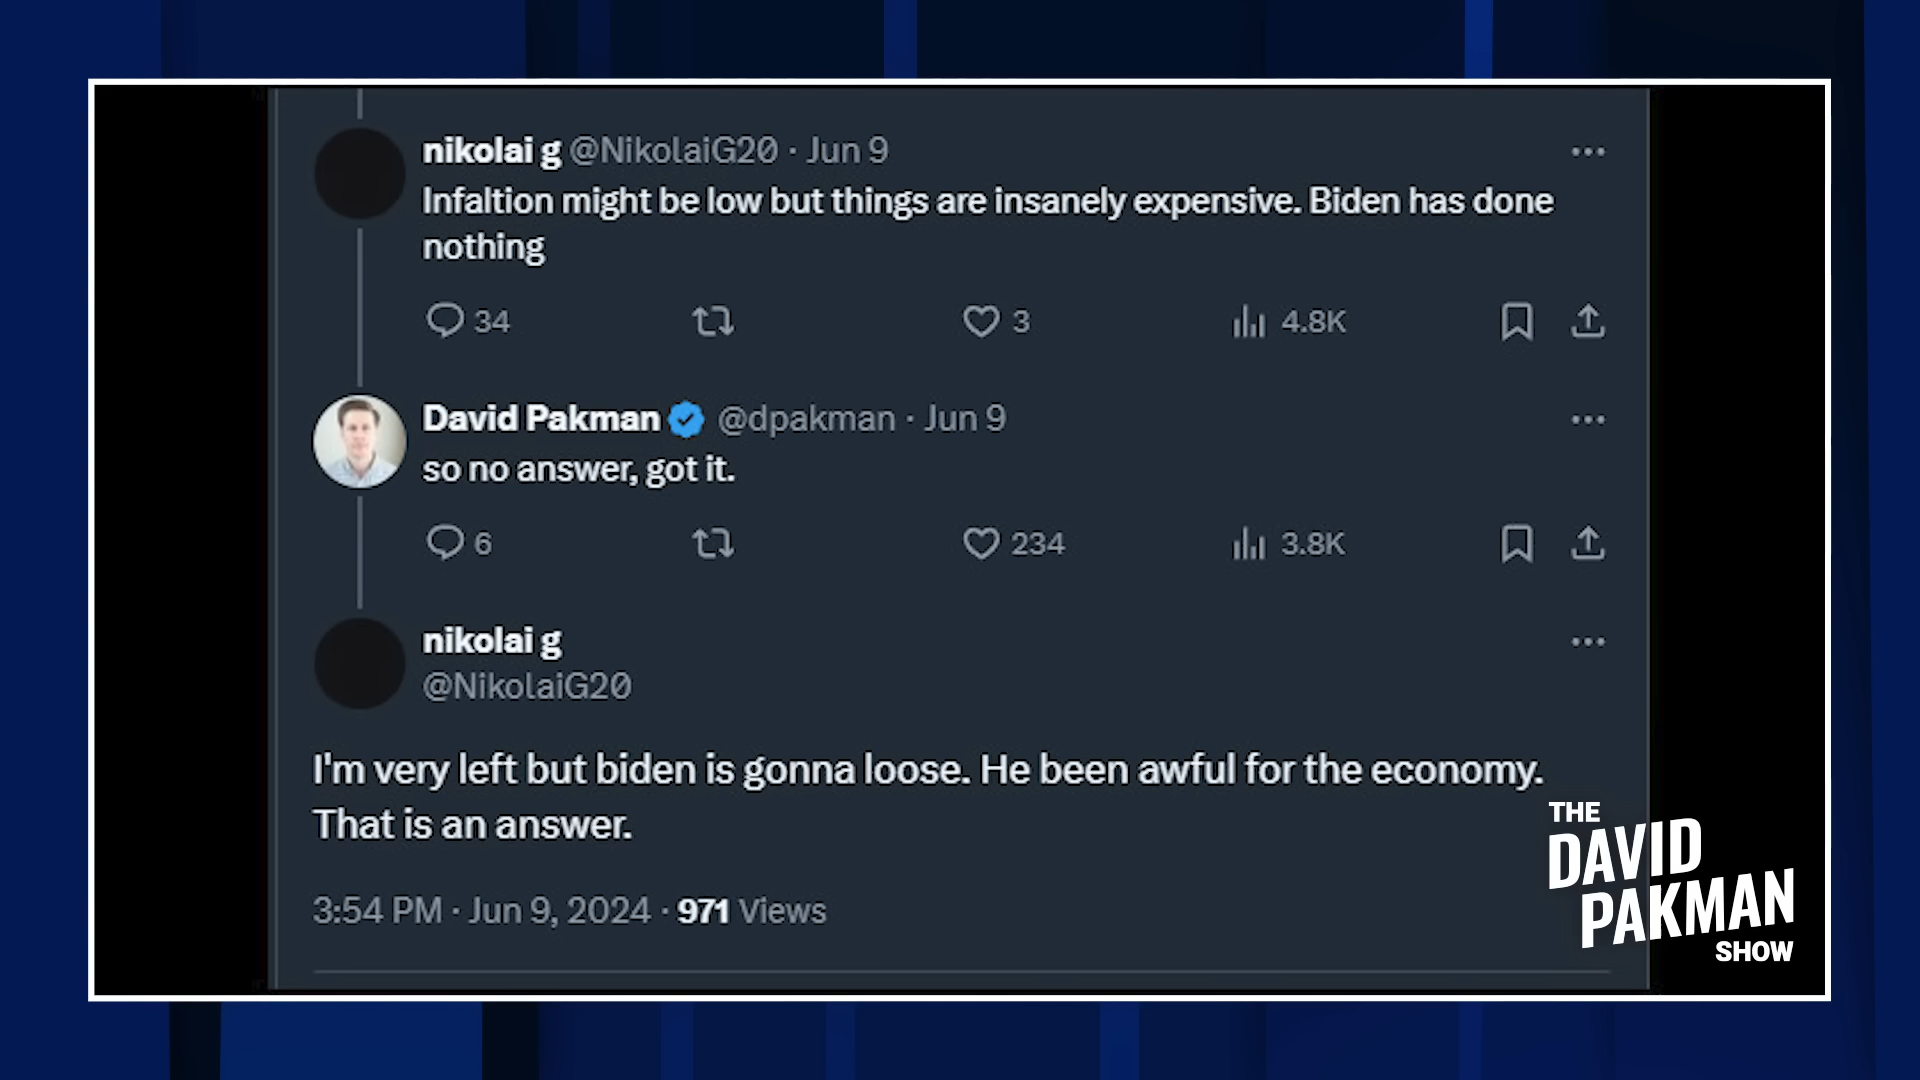 nikolai g @NikolaiG20 · Jun 9
Infaltion might be low but things are insanely expensive. Biden has done
nothing
34 3 4.8K
David Pakman @dpakman · Jun 9
so no answer, got it.
6 234 3.8K
nikolai g
@NikolaiG20
I'm very left but biden is gonna loose. He been awful for the economy.
That is an answer.
3:54 PM · Jun 9, 2024 · 971 Views
THE
DAVID
PAKMAN
SHOW